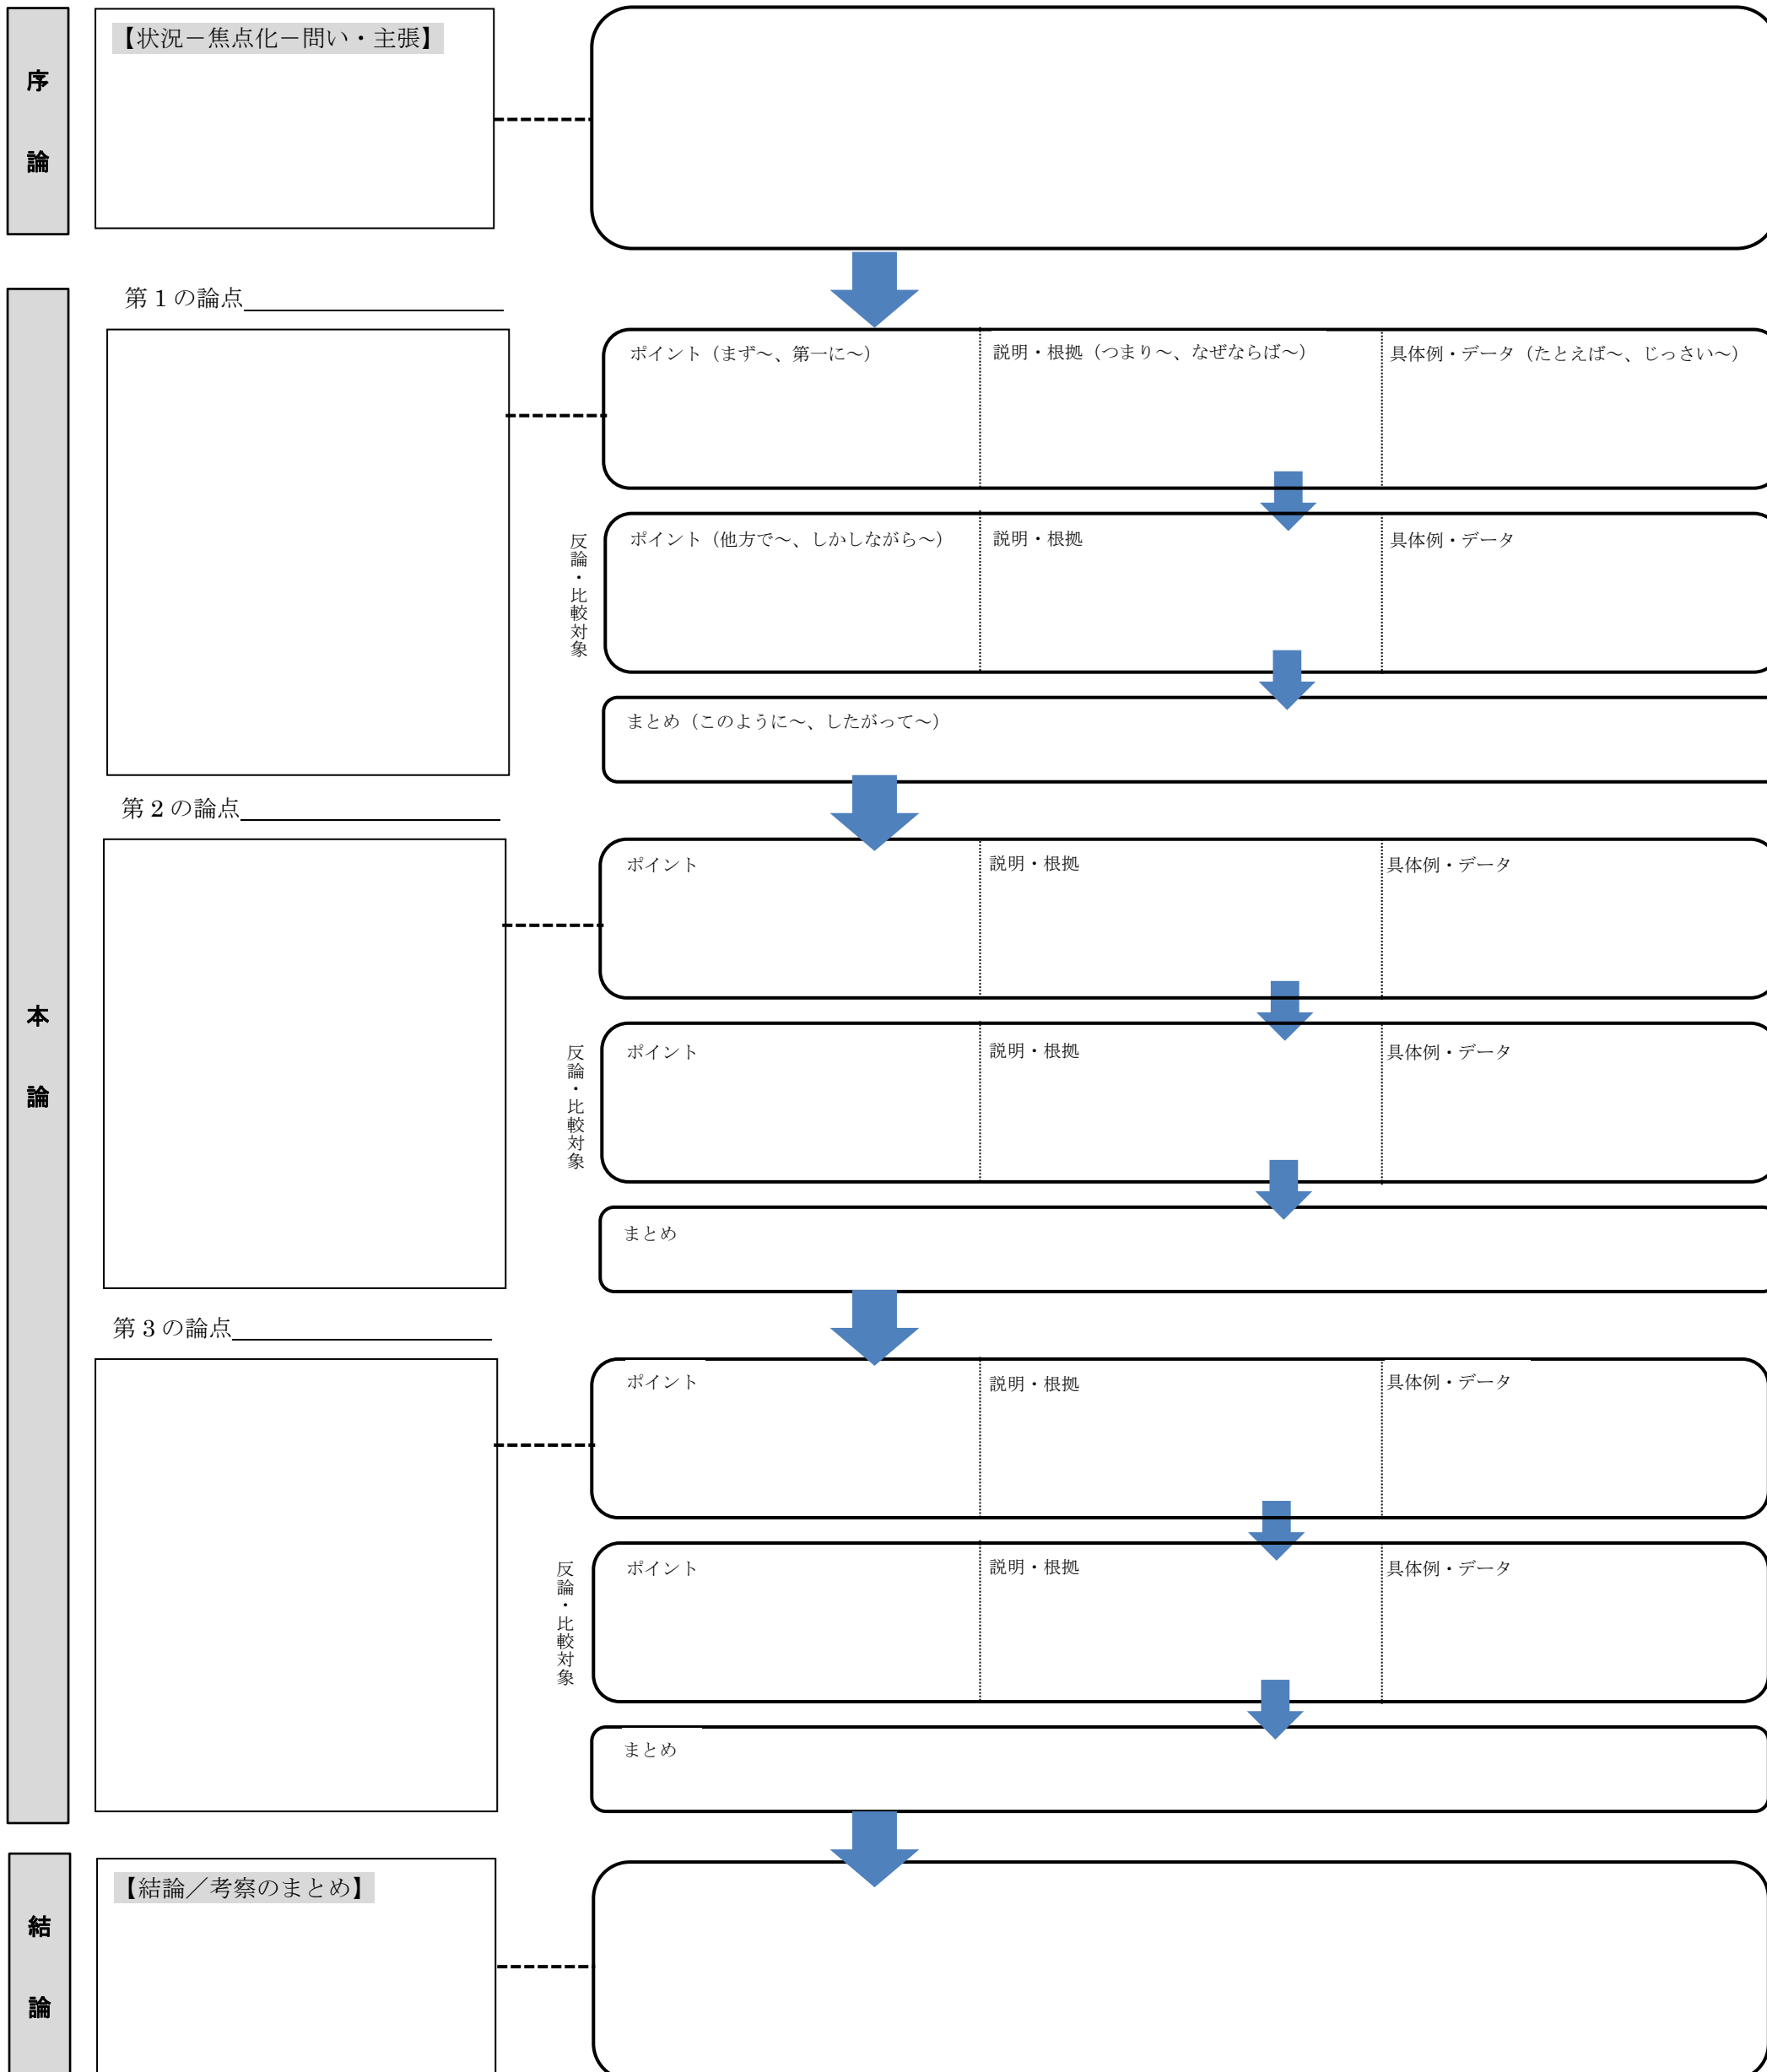 序論
【状況－焦点化－問い・主張】
本論
第１の論点
ポイント（まず～、第一に～）
説明・根拠（つまり～、なぜならば～）
具体例・データ（たとえば～、じっさい～）
反論・比較対象
ポイント（他方で～、しかしながら～）
説明・根拠
具体例・データ
まとめ（このように～、したがって～）
第２の論点
ポイント
説明・根拠
具体例・データ
反論・比較対象
ポイント
説明・根拠
具体例・データ
まとめ
第３の論点
ポイント
説明・根拠
具体例・データ
反論・比較対象
ポイント
説明・根拠
具体例・データ
まとめ
結論
【結論／考察のまとめ】